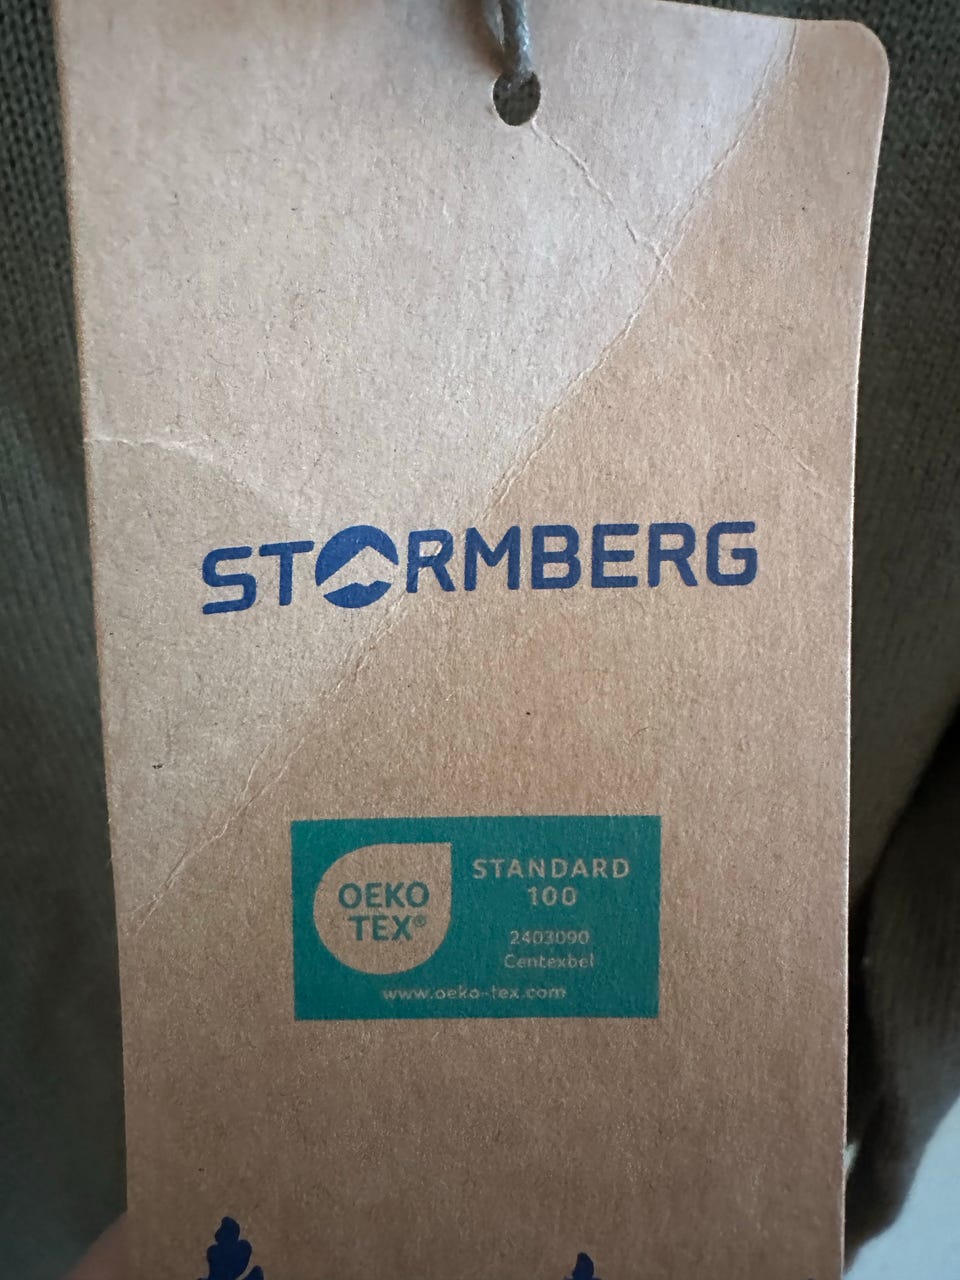 STORMBERG
OEKO
TEX®
STANDARD
100
2403090
Centexbel
www.oeko-tex.com